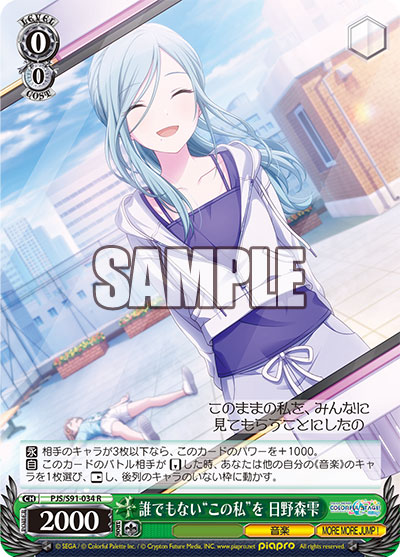 LEVEL
0
0
COST
SAMPLE
このままの私を、みんなに
見てもらうことにしたの
永 相手のキャラが3枚以下なら、このカードのパワーを+1000。
自 このカードのバトル相手が した時、あなたは他の自分の《音楽》のキャラ
を1枚選び、 し、後列のキャラのいない枠に動かす。
CH PJS/S91-034 R
2000
誰でもない“この私”を 日野森雫
音楽 MORE MORE JUMP!
© SEGA / © Colorful Palette Inc. / © Crypton Future Media, INC. www.piapro.net piapro All rights reserved.